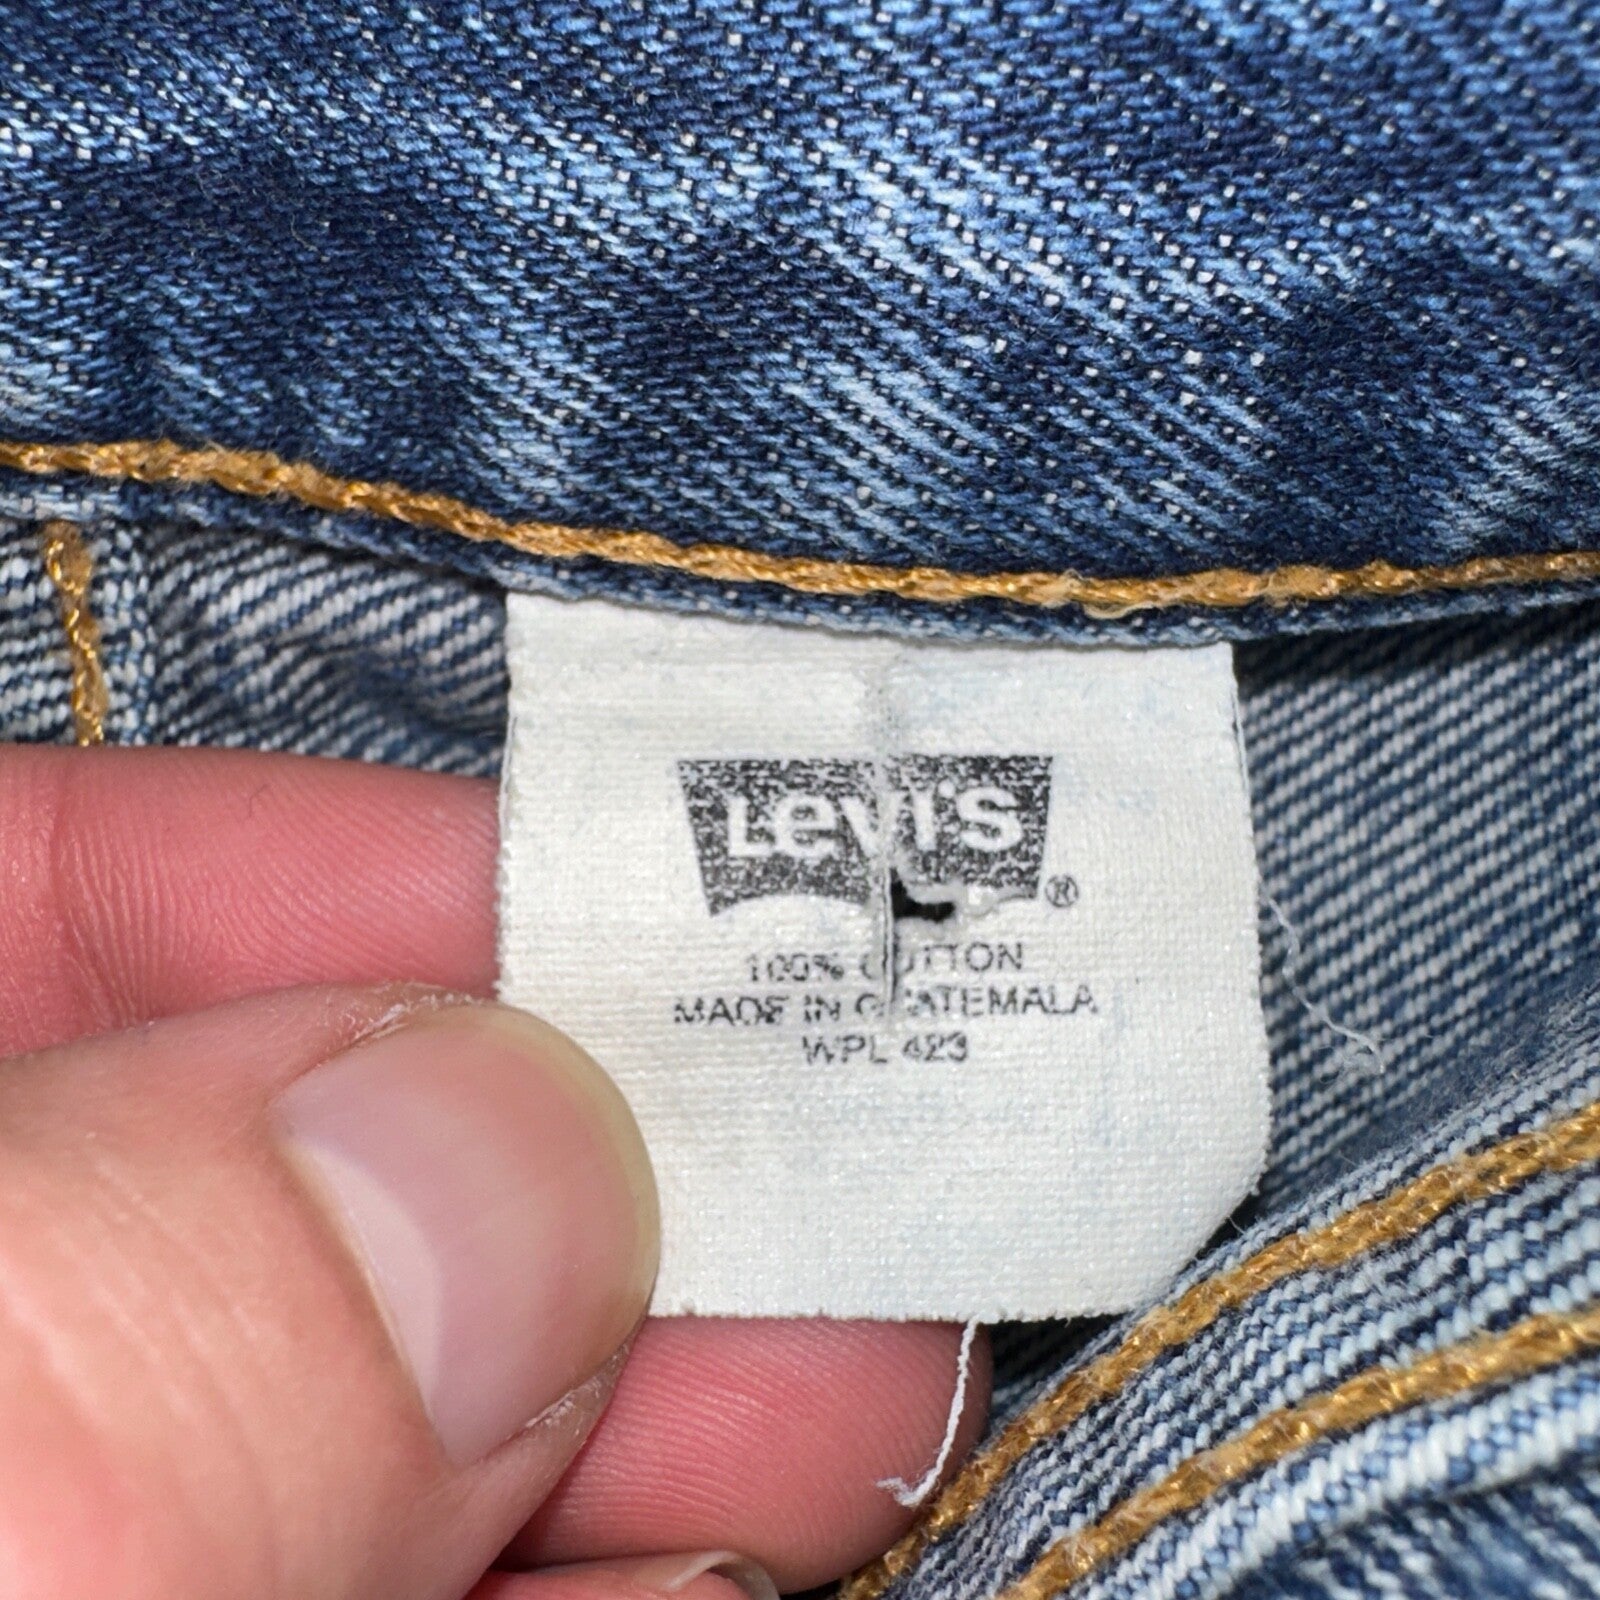 Levi's ®
100% COTTON
MADE IN GUATEMALA
WPL 423